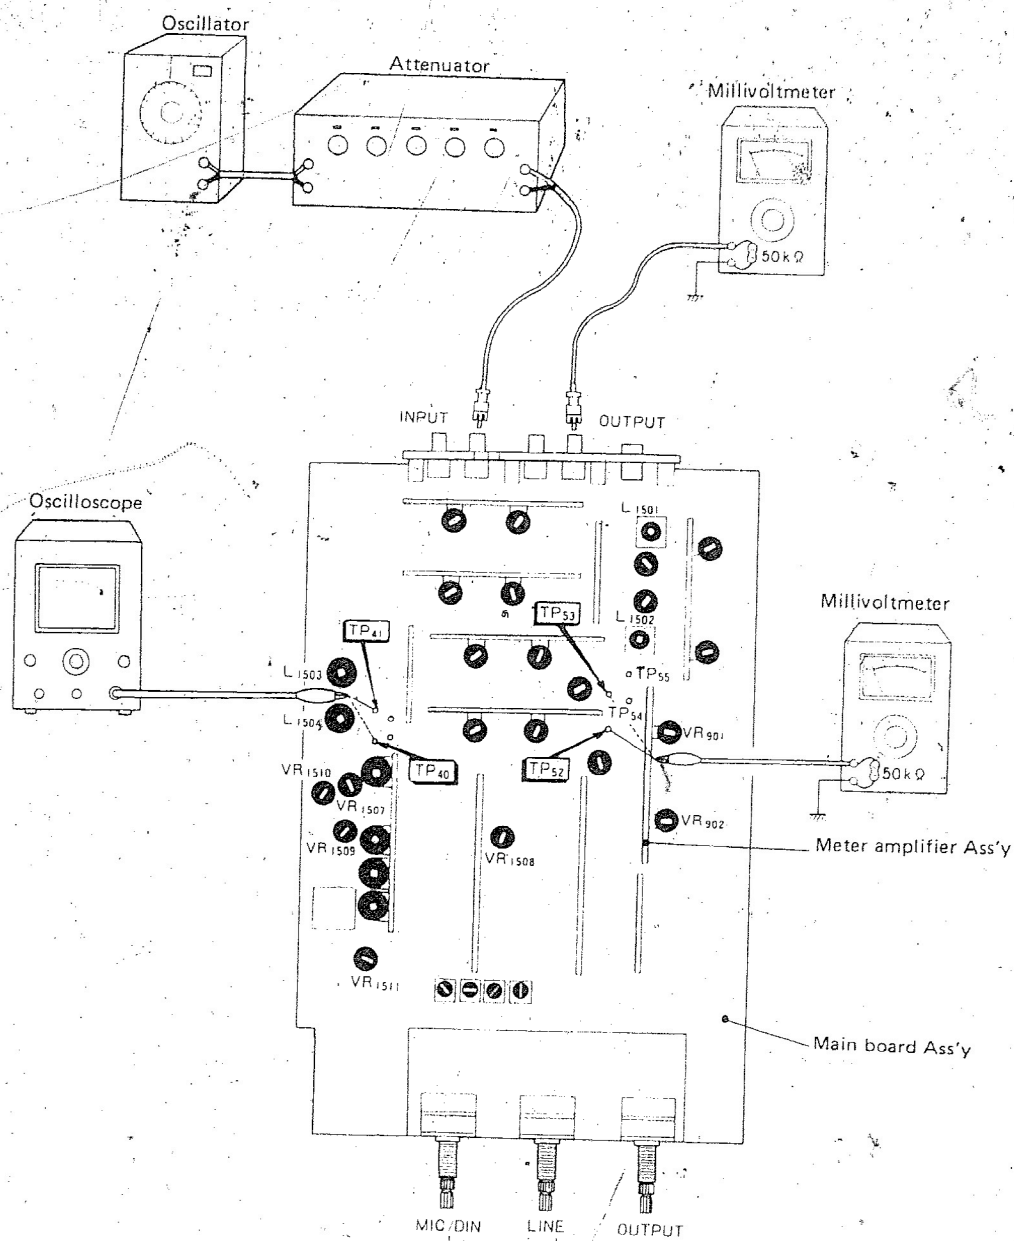 Oscillator
Attenuator
Millivoltmeter
50kΩ
INPUT
OUTPUT
Oscilloscope
L1501
L1502
Millivoltmeter
TP41
TP53
L1503
TP55
L1504
TP54
VR901
TP40
TP52
50kΩ
VR1510
VR1507
VR902
VR1509
VR1508
Meter amplifier Ass'y
VR1511
Main board Ass'y
MIC/DIN
LINE
OUTPUT